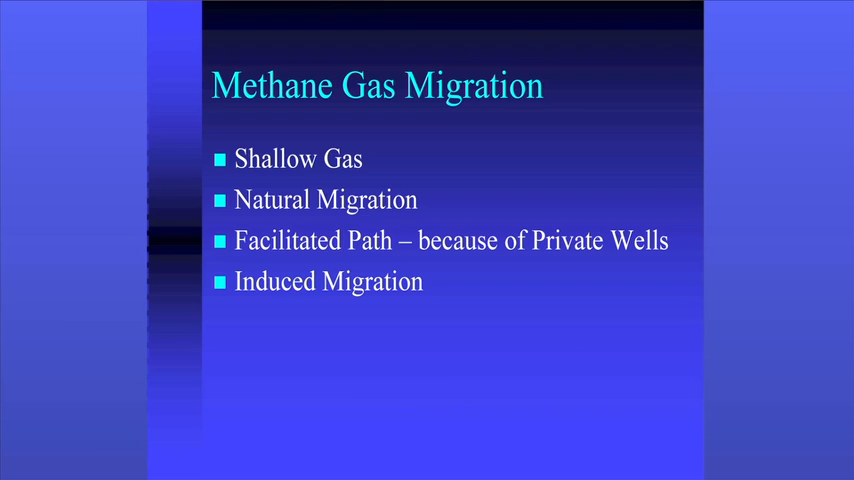 Methane Gas Migration
Shallow Gas
Natural Migration
Facilitated Path – because of Private Wells
Induced Migration